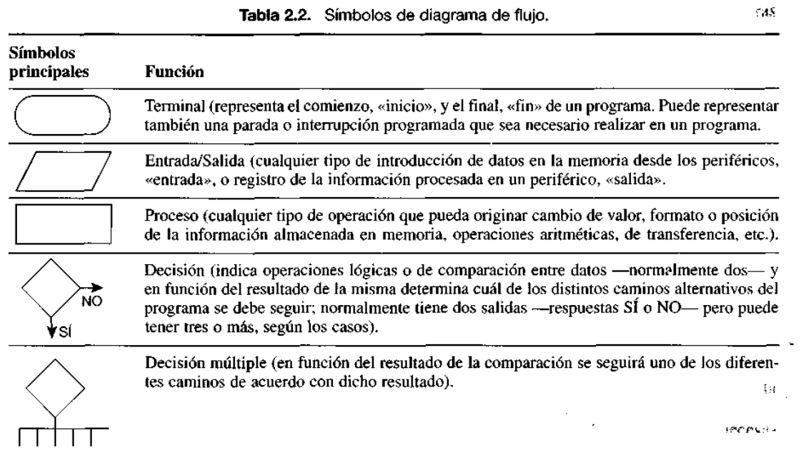 Tabla 2.2. Símbolos de diagrama de flujo.
Símbolos
principales Función
Terminal (representa el comienzo, «inicio», y el final, «fin» de un programa. Puede representar
también una parada o interrupción programada que sea necesario realizar en un programa.
Entrada/Salida (cualquier tipo de introducción de datos en la memoria desde los periféricos,
«entrada», o registro de la información procesada en un periférico, «salida».
Proceso (cualquier tipo de operación que pueda originar cambio de valor, formato o posición
de la información almacenada en memoria, operaciones aritméticas, de transferencia, etc.).
Decisión (indica operaciones lógicas o de comparación entre datos —normalmente dos— y
en función del resultado de la misma determina cuál de los distintos caminos alternativos del
programa se debe seguir; normalmente tiene dos salidas —respuestas SÍ o NO— pero puede
tener tres o más, según los casos).
NO
SÍ
Decisión múltiple (en función del resultado de la comparación se seguirá uno de los diferen-
tes caminos de acuerdo con dicho resultado).